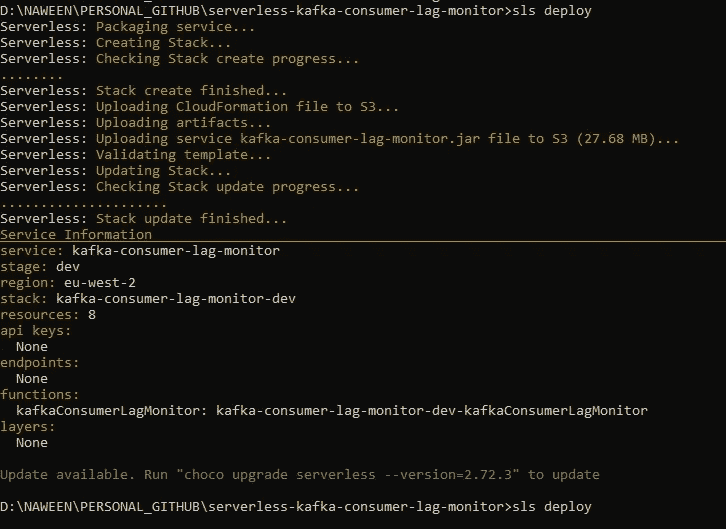 D:\NAWEEN\PERSONAL_GITHUB\serverless-kafka-consumer-lag-monitor>sls deploy
Serverless: Packaging service...
Serverless: Creating Stack...
Serverless: Checking Stack create progress...
........
Serverless: Stack create finished...
Serverless: Uploading CloudFormation file to S3...
Serverless: Uploading artifacts...
Serverless: Uploading service kafka-consumer-lag-monitor.jar file to S3 (27.68 MB)...
Serverless: Validating template...
Serverless: Updating Stack...
Serverless: Checking Stack update progress...
.....................
Serverless: Stack update finished...
Service Information
service: kafka-consumer-lag-monitor
stage: dev
region: eu-west-2
stack: kafka-consumer-lag-monitor-dev
resources: 8
api keys:
  None
endpoints:
  None
functions:
  kafkaConsumerLagMonitor: kafka-consumer-lag-monitor-dev-kafkaConsumerLagMonitor
layers:
  None
Update available. Run "choco upgrade serverless --version=2.72.3" to update
D:\NAWEEN\PERSONAL_GITHUB\serverless-kafka-consumer-lag-monitor>sls deploy